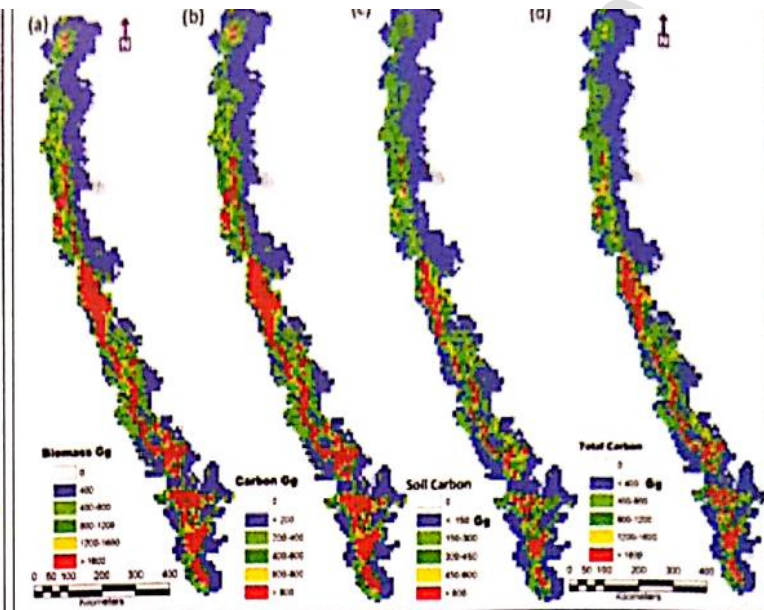 (a)
N
(b)
(c)
(d)
N
Biomass Gg
0
400
400-800
800-1200
1200-1600
> 1600
0 50 100 200 300 400
Kilometers
Carbon Gg
0
< 200
200-400
400-600
600-800
> 800
Soil Carbon
0
< 150 Gg
150-300
300-450
450-600
> 600
Total Carbon
0
< 400 Gg
400-800
800-1200
1200-1600
> 1600
0 50 100 200 300 400
Kilometers